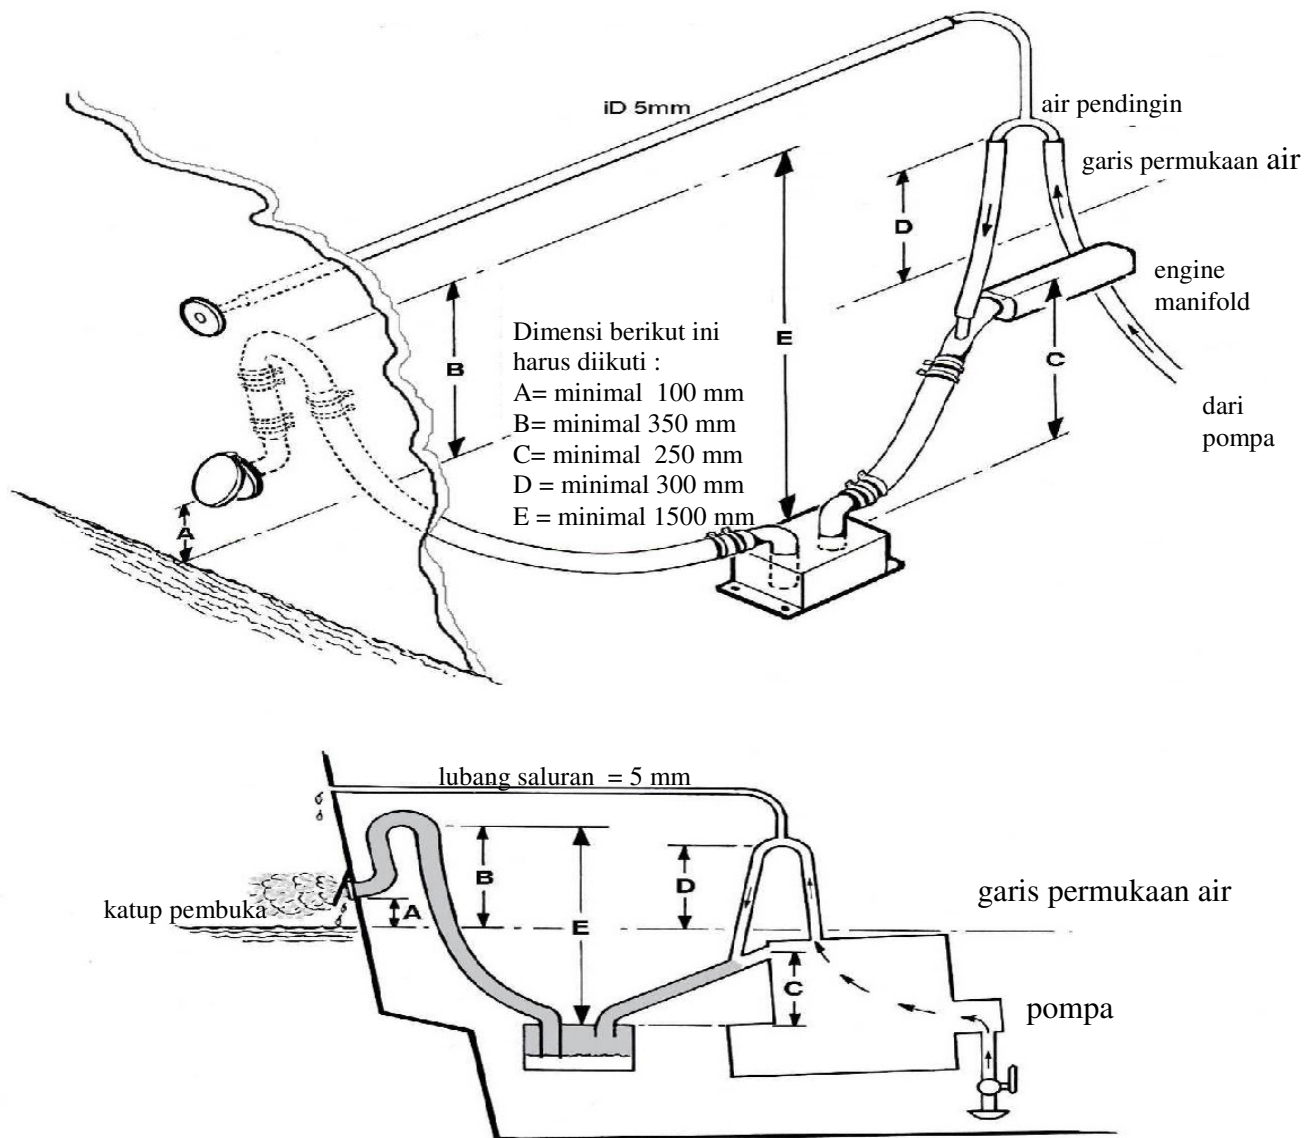 iD 5mm
air pendingin
garis permukaan air
D
engine
manifold
E
B
C
Dimensi berikut ini
harus diikuti :
A= minimal 100 mm
B= minimal 350 mm
C= minimal 250 mm
D = minimal 300 mm
E = minimal 1500 mm
dari
pompa
A
lubang saluran = 5 mm
B
D
garis permukaan air
katup pembuka
A
E
C
pompa